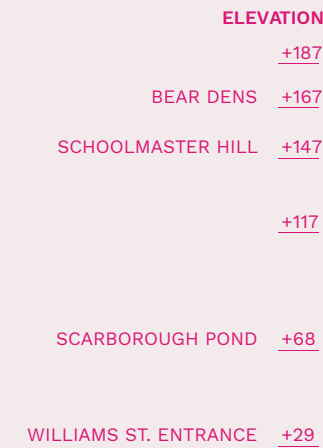 ELEVATION
+187
BEAR DENS +167
SCHOOLMASTER HILL +147
+117
SCARBOROUGH POND +68
WILLIAMS ST. ENTRANCE +29